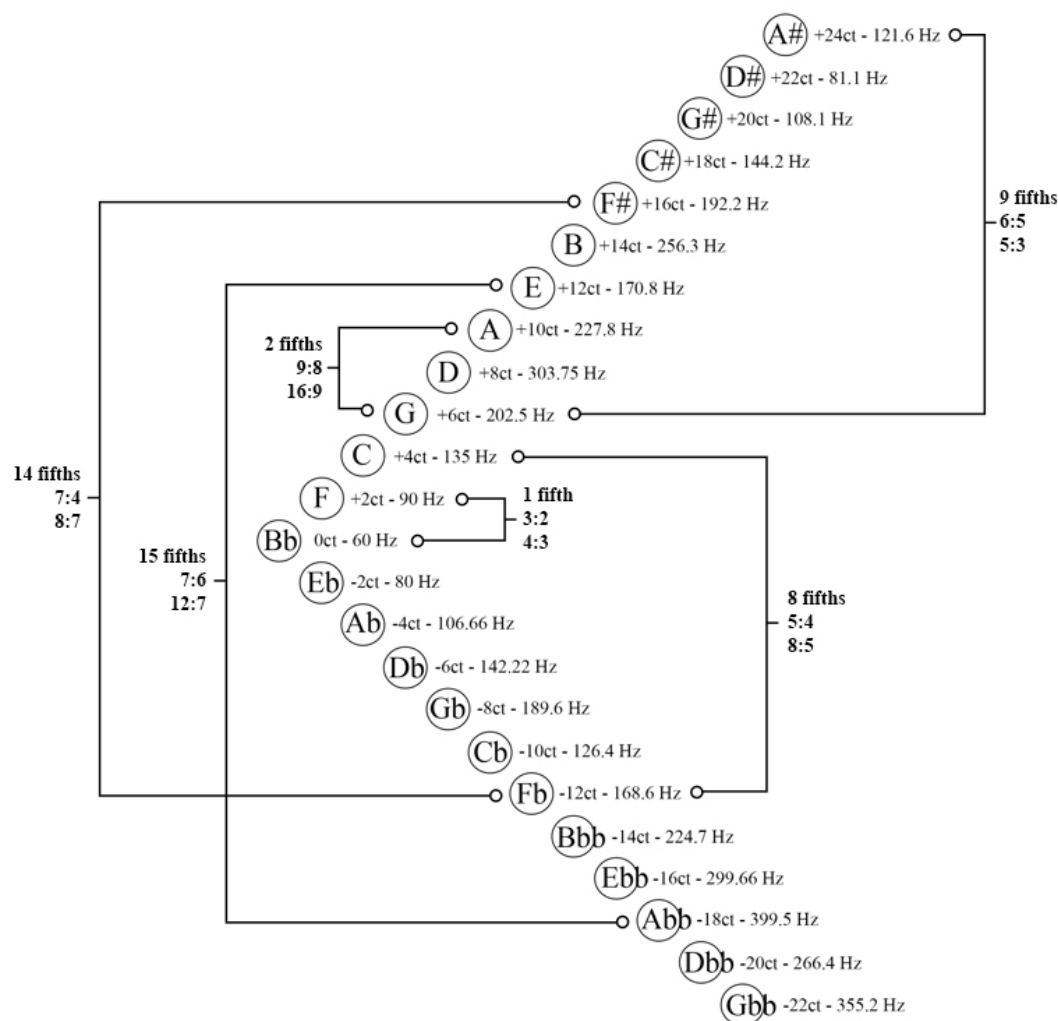 A# +24ct - 121.6 Hz
D# +22ct - 81.1 Hz
G# +20ct - 108.1 Hz
C# +18ct - 144.2 Hz
F# +16ct - 192.2 Hz
9 fifths
6:5
5:3
B +14ct - 256.3 Hz
E +12ct - 170.8 Hz
A +10ct - 227.8 Hz
2 fifths
9:8
16:9
D +8ct - 303.75 Hz
G +6ct - 202.5 Hz
C +4ct - 135 Hz
14 fifths
7:4
8:7
F +2ct - 90 Hz
1 fifth
3:2
4:3
Bb 0ct - 60 Hz
15 fifths
7:6
12:7
Eb -2ct - 80 Hz
8 fifths
5:4
8:5
Ab -4ct - 106.66 Hz
Db -6ct - 142.22 Hz
Gb -8ct - 189.6 Hz
Cb -10ct - 126.4 Hz
Fb -12ct - 168.6 Hz
Bbb -14ct - 224.7 Hz
Ebb -16ct - 299.66 Hz
Abb -18ct - 399.5 Hz
Dbb -20ct - 266.4 Hz
Gbb -22ct - 355.2 Hz